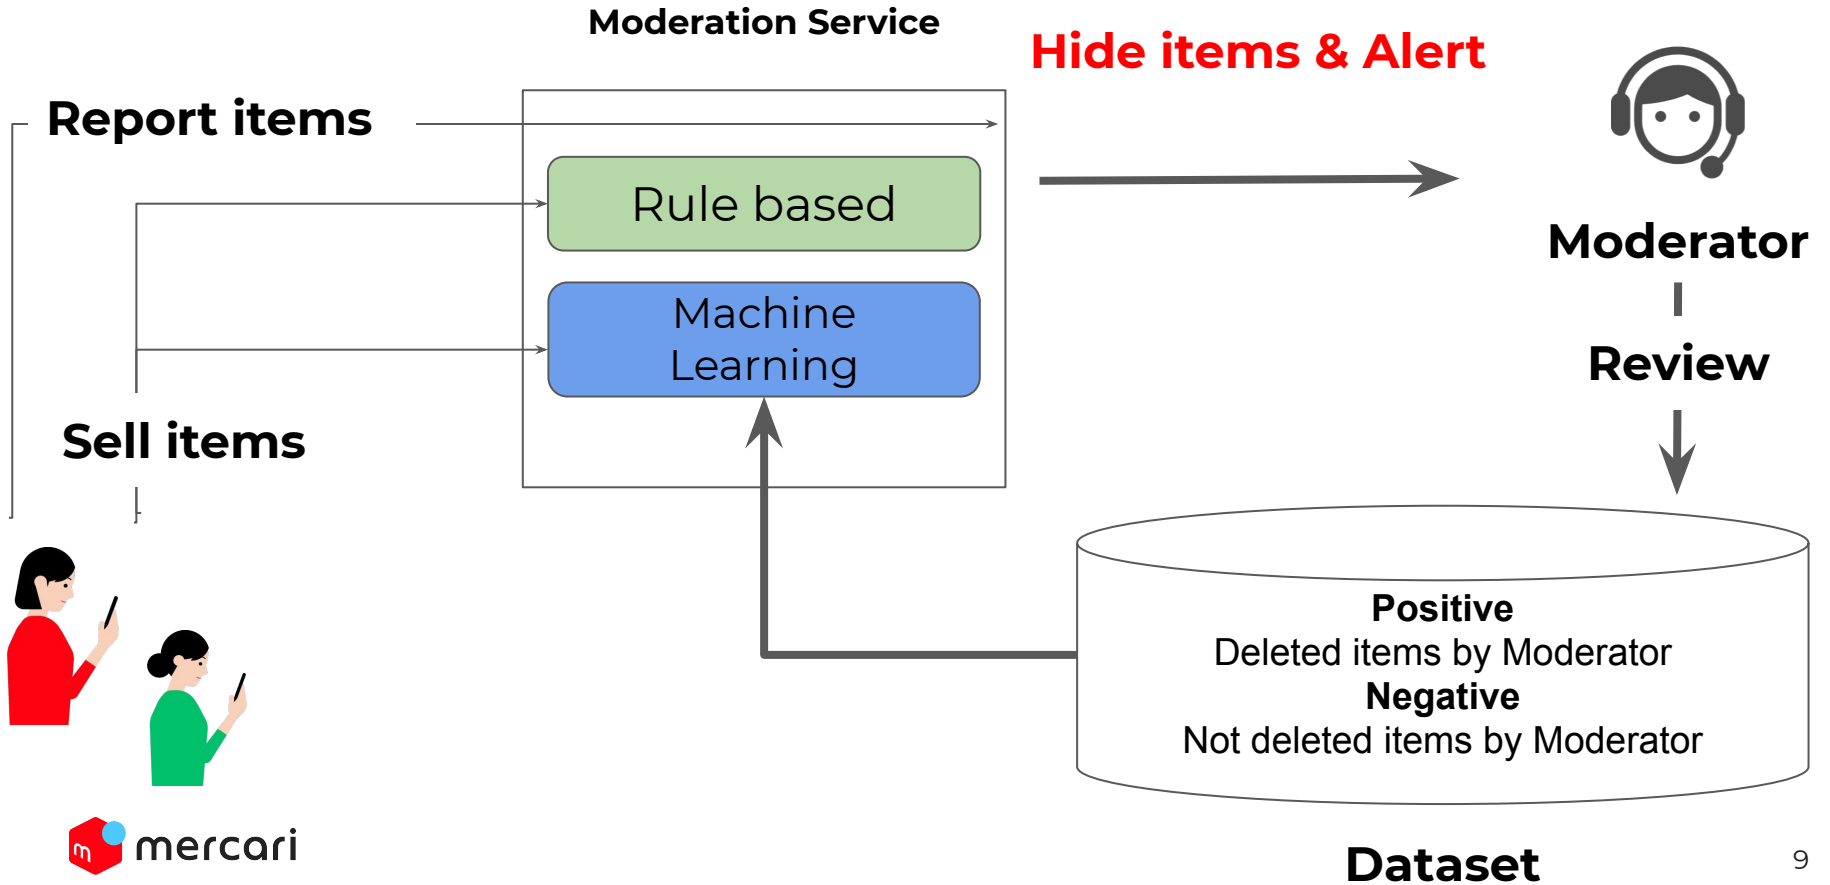 Moderation Service
Hide items & Alert
Report items
Rule based
Machine
Learning
Moderator
Review
Sell items
Positive
Deleted items by Moderator
Negative
Not deleted items by Moderator
m
mercari
Dataset
9